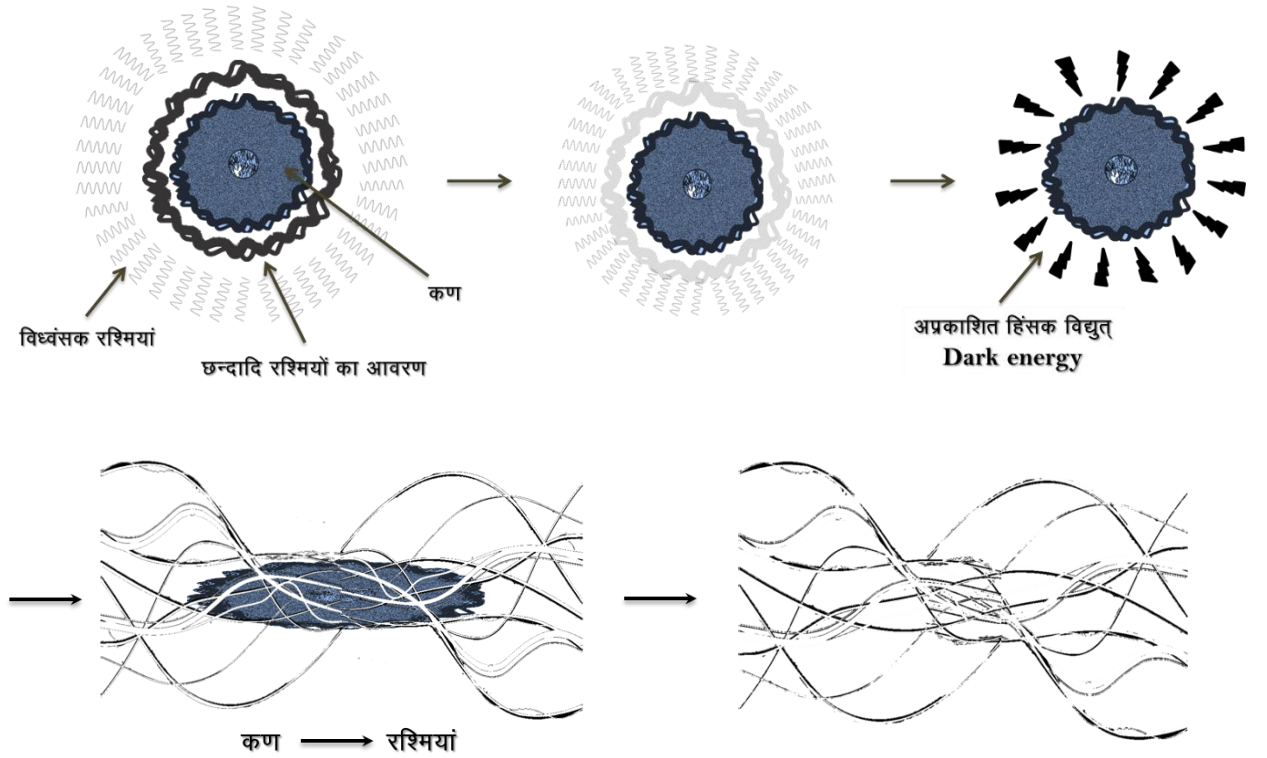 कण
विध्वंसक रश्मियां
छन्दादि रश्मियों का आवरण
अप्रकाशित हिंसक विद्युत्
Dark energy
कण रश्मियां